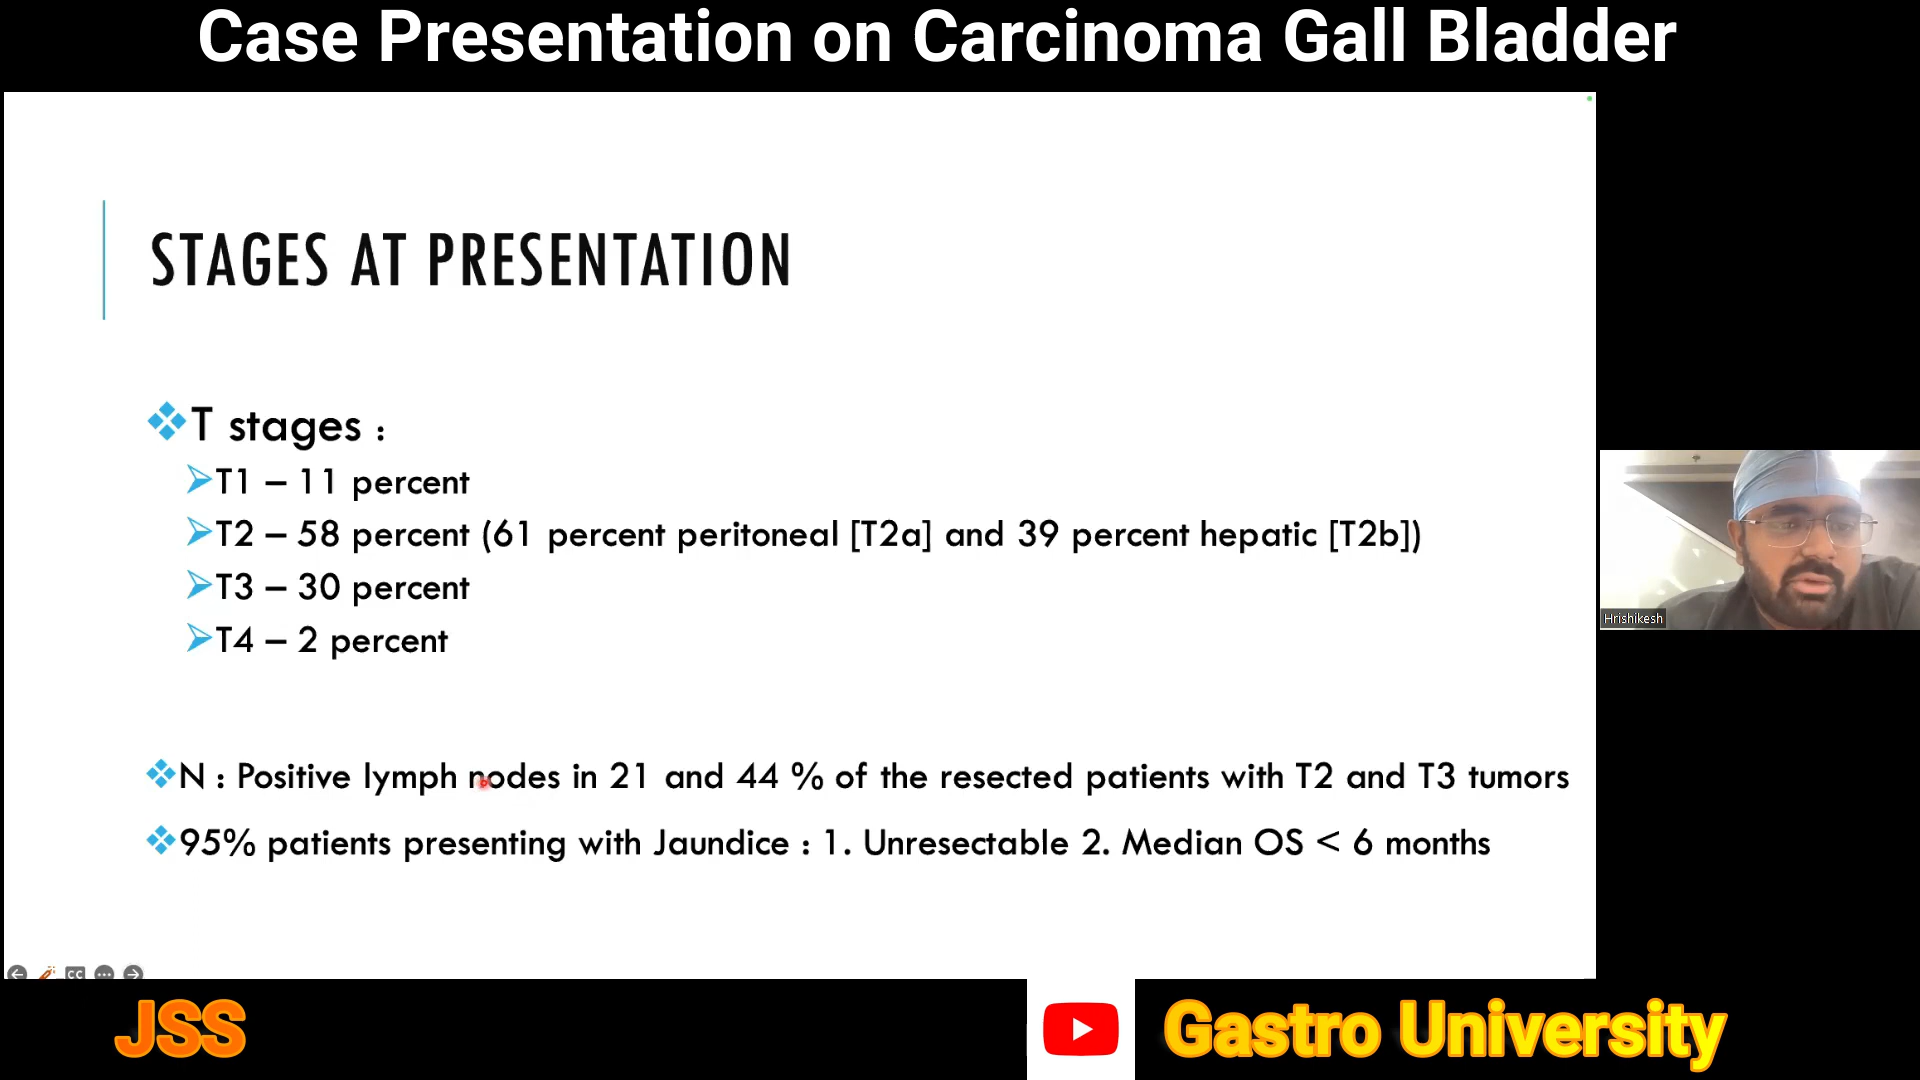 Case Presentation on Carcinoma Gall Bladder
STAGES AT PRESENTATION
T stages :
T1 – 11 percent
T2 – 58 percent (61 percent peritoneal [T2a] and 39 percent hepatic [T2b])
T3 – 30 percent
T4 – 2 percent
N : Positive lymph nodes in 21 and 44 % of the resected patients with T2 and T3 tumors
95% patients presenting with Jaundice : 1. Unresectable 2. Median OS < 6 months
Hrishikesh
CC
JSS
Gastro University